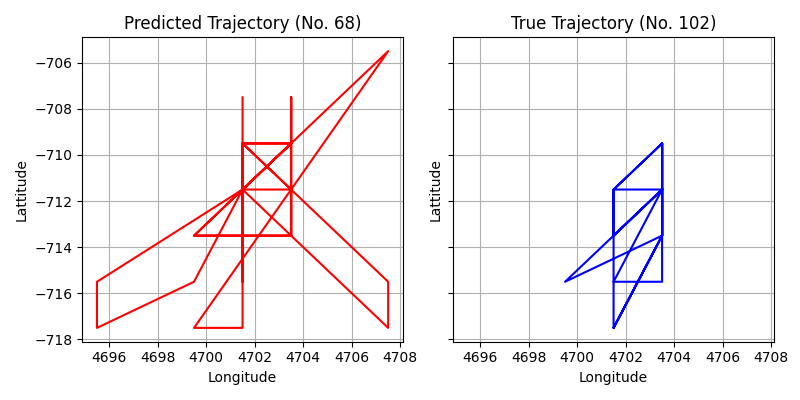 Predicted Trajectory (No. 68)
True Trajectory (No. 102)
Lattitude
−706
−708
−710
−712
−714
−716
−718
4696 4698 4700 4702 4704 4706 4708
Longitude
Lattitude
4696 4698 4700 4702 4704 4706 4708
Longitude